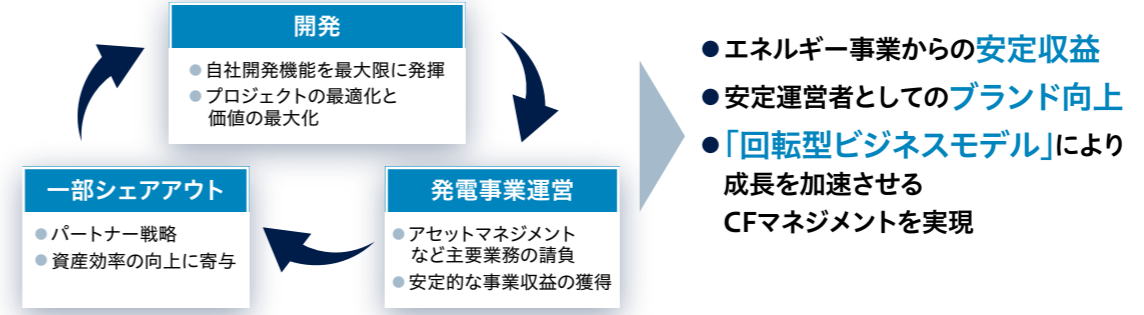 開発
●自社開発機能を最大限に発揮
●プロジェクトの最適化と
価値の最大化
一部シェアアウト
●パートナー戦略
●資産効率の向上に寄与
発電事業運営
●アセットマネジメント
など主要業務の請負
●安定的な事業収益の獲得
●エネルギー事業からの安定収益
●安定運営者としてのブランド向上
●「回転型ビジネスモデル」により
成長を加速させる
CFマネジメントを実現